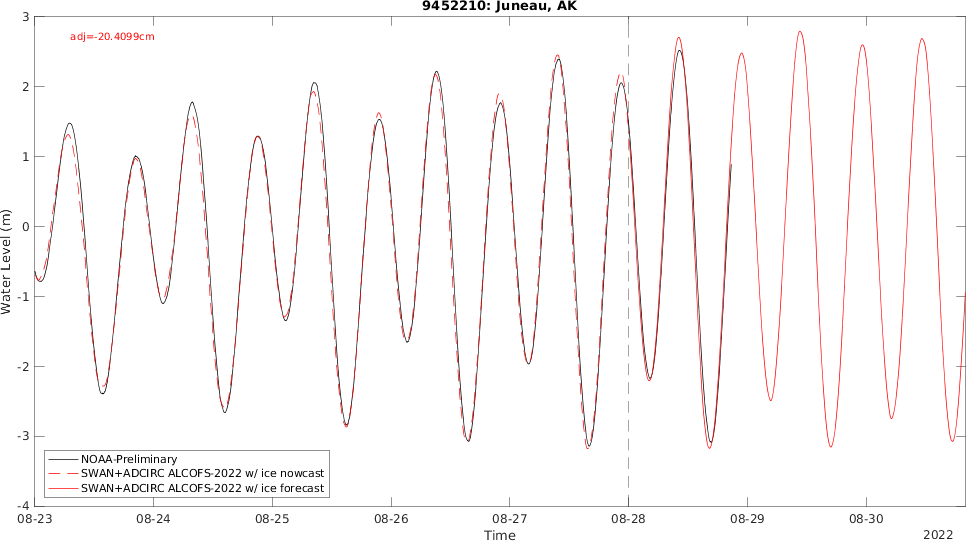 9452210: Juneau, AK
adj=-20.4099cm
Water Level (m)
3
2
1
0
-1
-2
-3
-4
NOAA-Preliminary
SWAN+ADCIRC ALCOFS-2022 w/ ice nowcast
SWAN+ADCIRC ALCOFS-2022 w/ ice forecast
08-23 08-24 08-25 08-26 08-27 08-28 08-29 08-30
Time
2022